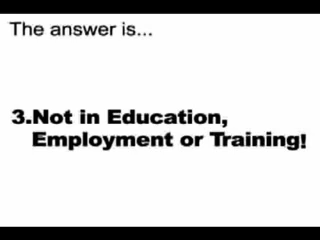 The answer is...
3.Not in Education,
Employment or Training!